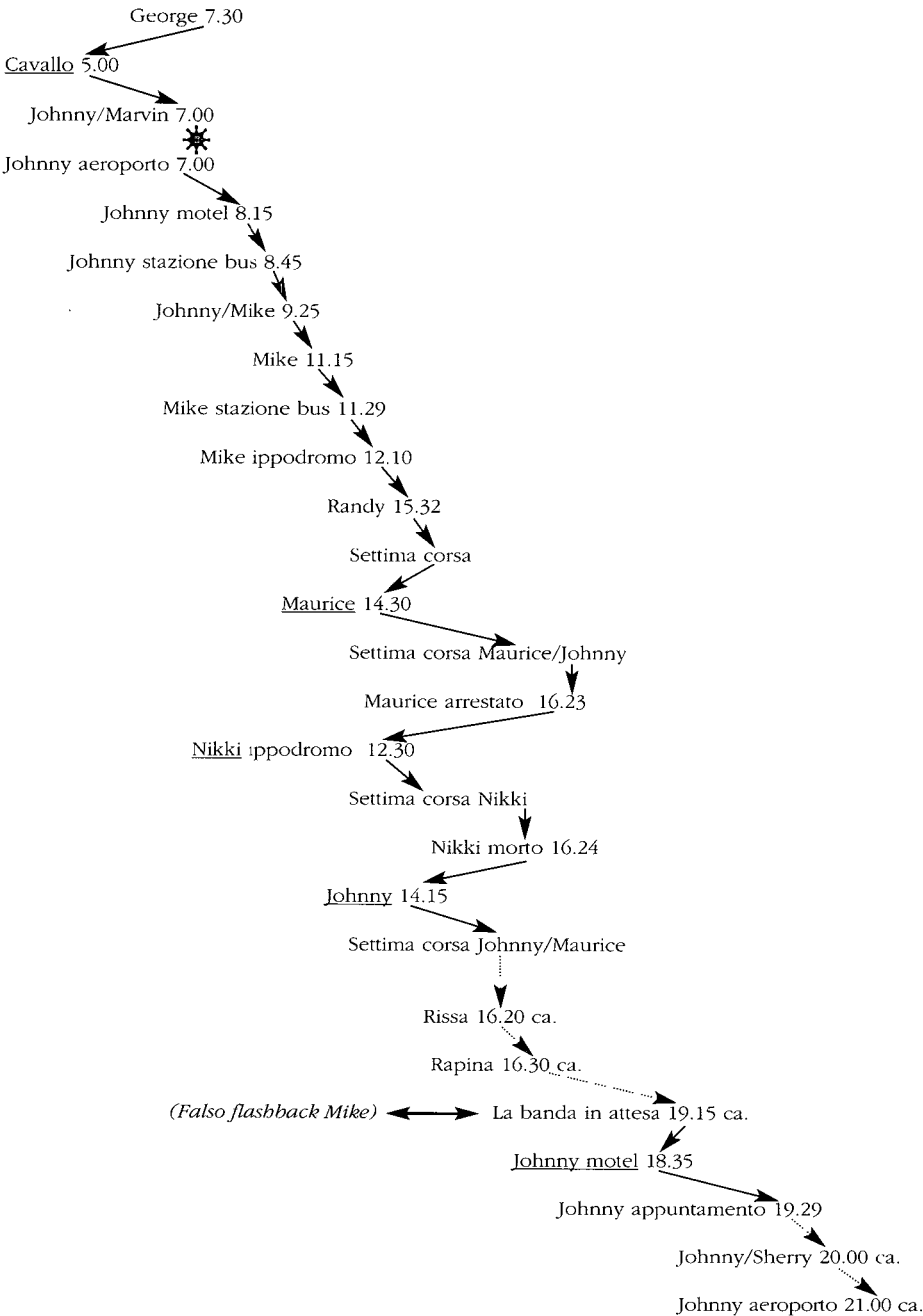 George 7.30
Cavallo 5.00
Johnny/Marvin 7.00
Johnny aeroporto 7.00
Johnny motel 8.15
Johnny stazione bus 8.45
Johnny/Mike 9.25
Mike 11.15
Mike stazione bus 11.29
Mike ippodromo 12.10
Randy 15.32
Settima corsa
Maurice 14.30
Settima corsa Maurice/Johnny
Maurice arrestato 16.23
Nikki ippodromo 12.30
Settima corsa Nikki
Nikki morto 16.24
Johnny 14.15
Settima corsa Johnny/Maurice
Rissa 16.20 ca.
Rapina 16.30 ca.
(Falso flashback Mike) La banda in attesa 19.15 ca.
Johnny motel 18.35
Johnny appuntamento 19.29
Johnny/Sherry 20.00 ca.
Johnny aeroporto 21.00 ca.